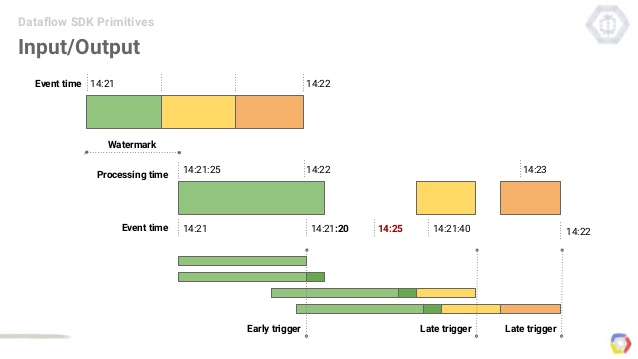 Dataflow SDK Primitives
Input/Output
Event time 14:21 14:22
Watermark
Processing time 14:21:25 14:22 14:23
Event time 14:21 14:21:20 14:25 14:21:40 14:22
Early trigger Late trigger Late trigger